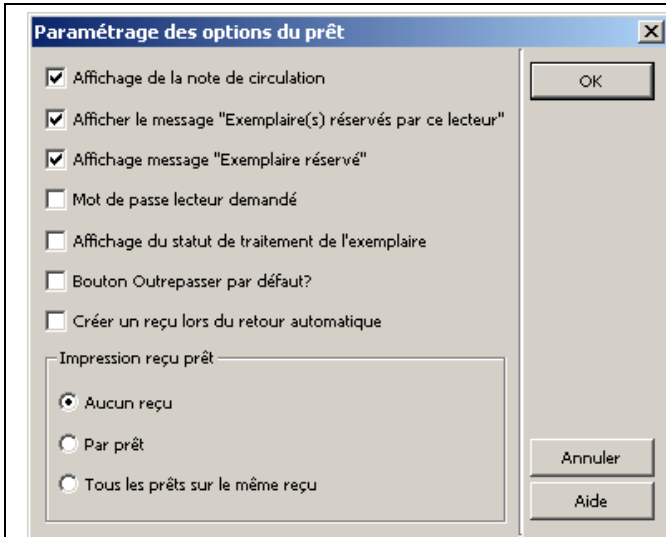 Paramétrage des options du prêt
Affichage de la note de circulation
Afficher le message "Exemplaire(s) réservés par ce lecteur"
Affichage message "Exemplaire réservé"
Mot de passe lecteur demandé
Affichage du statut de traitement de l'exemplaire
Bouton Outrepasser par défaut?
Créer un reçu lors du retour automatique
Impression reçu prêt
Aucun reçu
Par prêt
Tous les prêts sur le même reçu
OK
Annuler
Aide